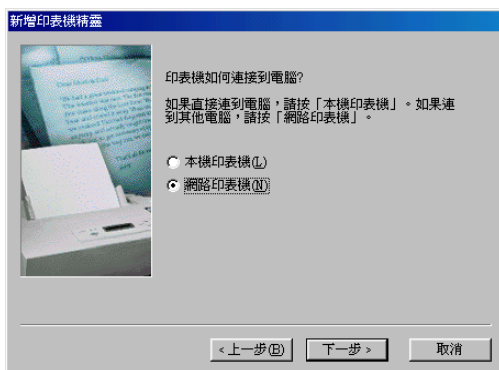 新增印表機精靈
印表機如何連接到電腦?
如果直接連到電腦，請按「本機印表機」。如果連
到其他電腦，請按「網路印表機」。
本機印表機(L)
網路印表機(N)
<上一步(B)
下一步>
取消